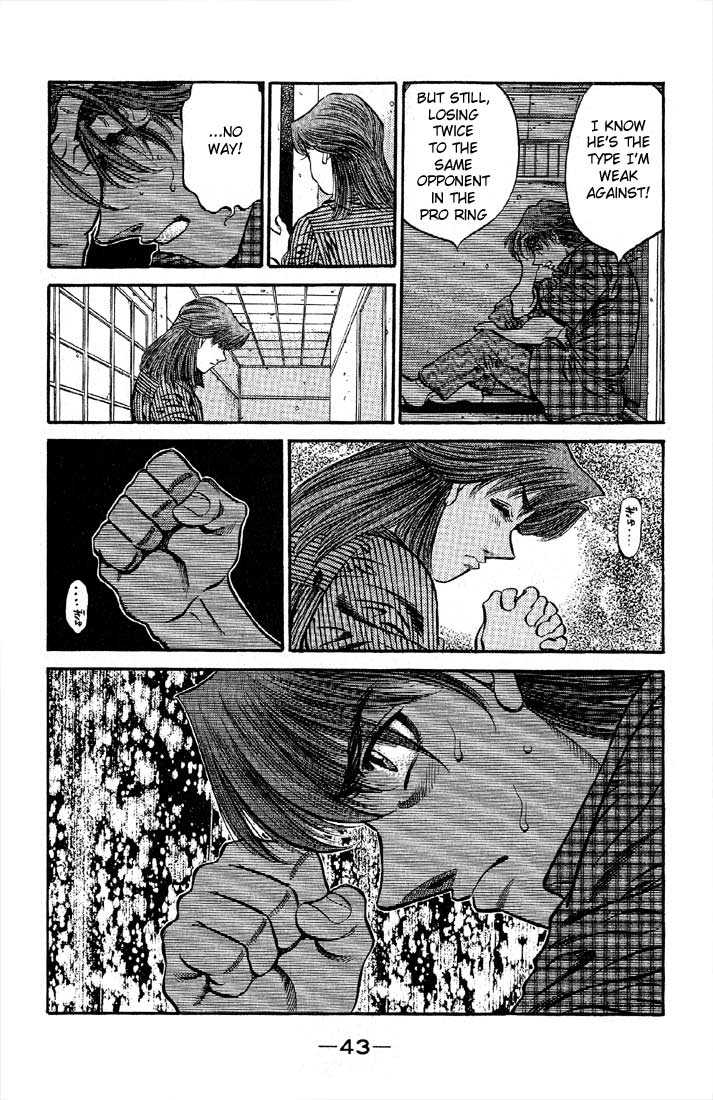 I KNOW
HE'S THE
TYPE I'M
WEAK
AGAINST!
BUT STILL,
LOSING
TWICE
TO THE
SAME
OPPONENT
IN THE
PRO RING
...NO
WAY!
—43—